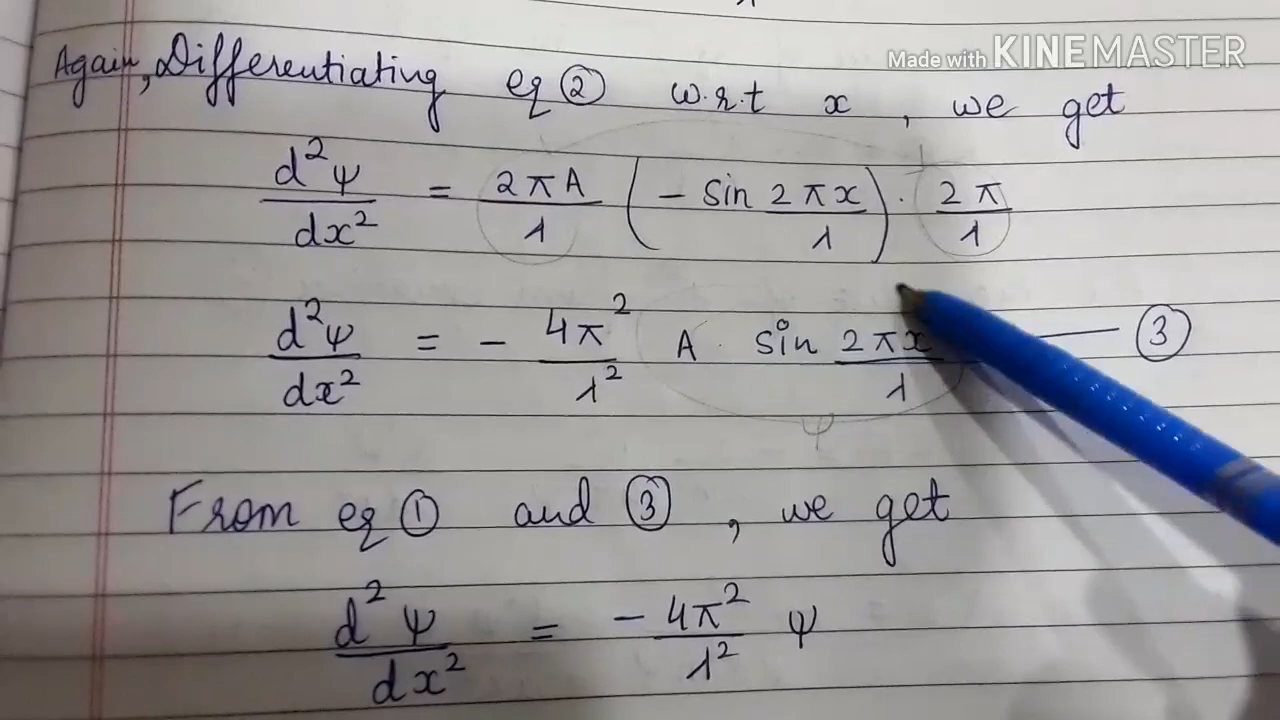 Made with KINEMASTER
Again, Differentiating eq ② w.r.t x, we get
d²ψ/dx² = 2πA/λ (- Sin 2πx/λ) . 2π/λ
d²ψ/dx² = - 4π²/λ² A . Sin 2πx/λ — ③
ψ
From eq ① and ③, we get
d²ψ/dx² = -4π²/λ² ψ